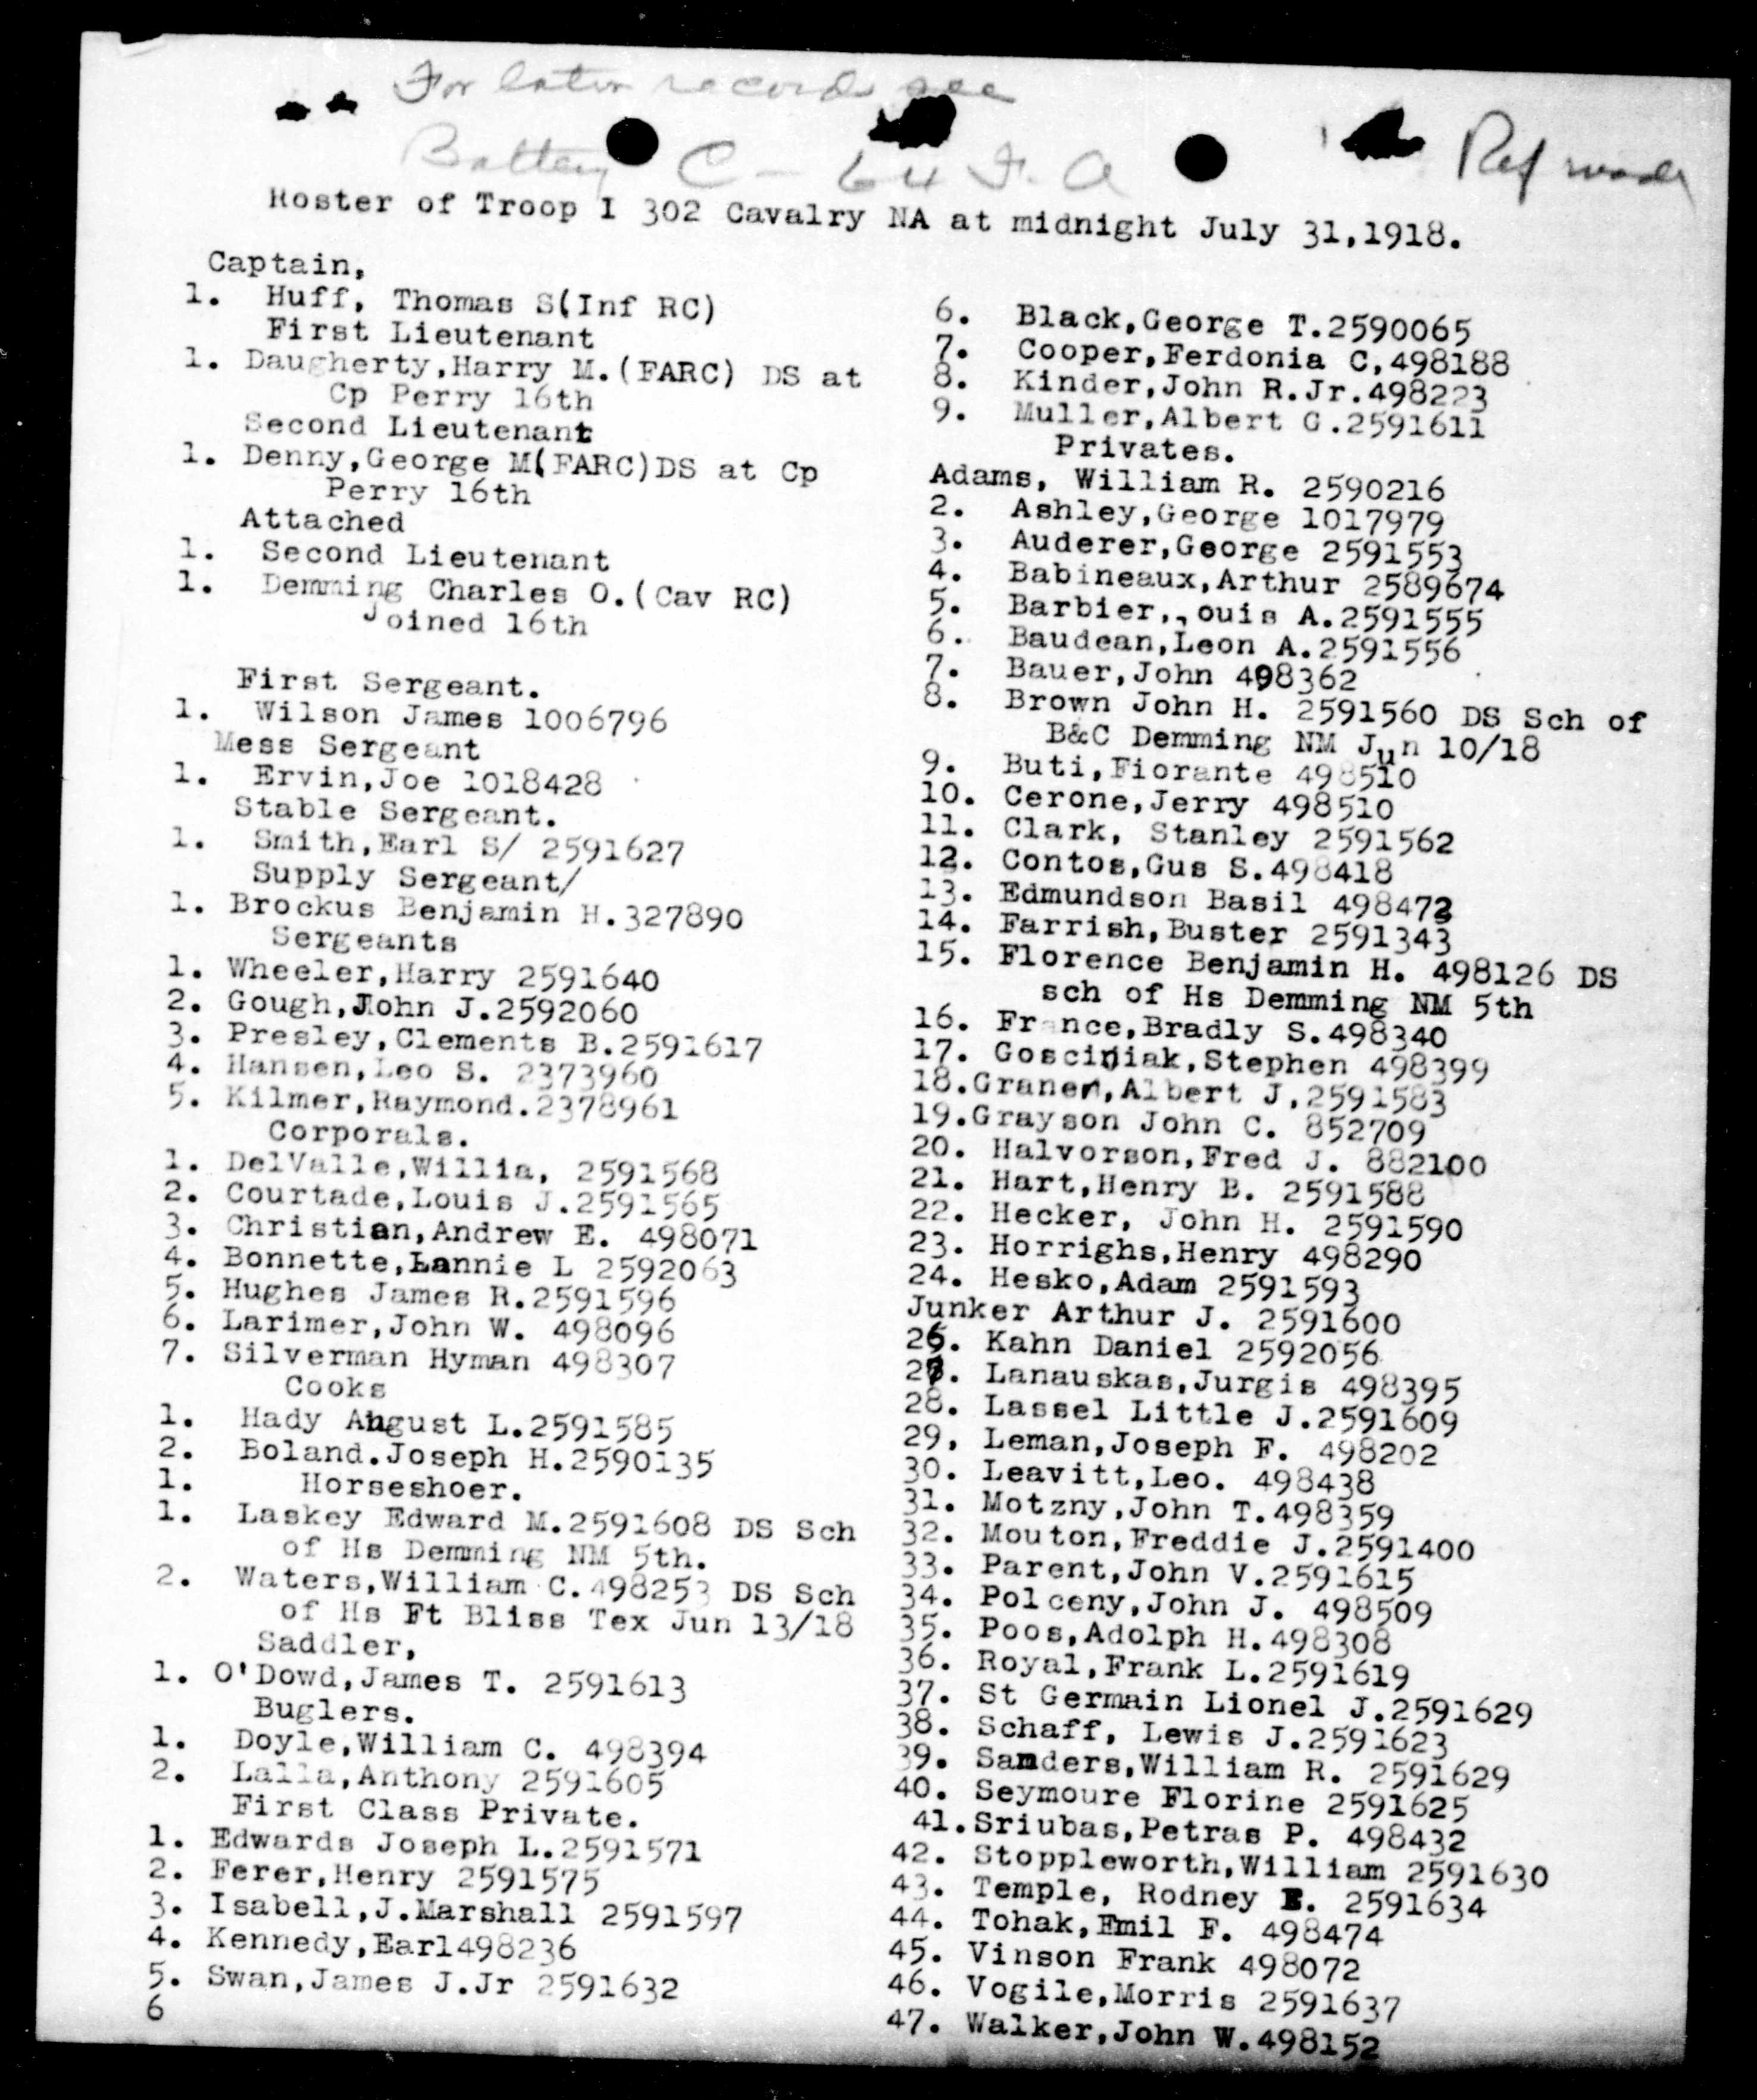 For later record see
Battery C - 64 F. A
Ref made
Roster of Troop I 302 Cavalry NA at midnight July 31,1918.
Captain,
1. Huff, Thomas S(Inf RC)
First Lieutenant
1. Daugherty,Harry M.(FARC) DS at
Cp Perry 16th
Second Lieutenant
1. Denny,George M(FARC)DS at Cp
Perry 16th
Attached
1. Second Lieutenant
1. Demming Charles O.(Cav RC)
Joined 16th
First Sergeant.
1. Wilson James 1006796
Mess Sergeant
1. Ervin,Joe 1018428
Stable Sergeant.
1. Smith,Earl S/ 2591627
Supply Sergeant/
1. Brockus Benjamin H.327890
Sergeants
1. Wheeler,Harry 2591640
2. Gough,John J.2592060
3. Presley,Clements B.2591617
4. Hansen,Leo S. 2373960
5. Kilmer,Raymond.2378961
Corporals.
1. DelValle,Willia, 2591568
2. Courtade,Louis J.2591565
3. Christian,Andrew E. 498071
4. Bonnette,Lannie L 2592063
5. Hughes James R.2591596
6. Larimer,John W. 498096
7. Silverman Hyman 498307
Cooks
1. Hady August L.2591585
2. Boland.Joseph H.2590135
1. Horseshoer.
1. Laskey Edward M.2591608 DS Sch
of Hs Demming NM 5th.
2. Waters,William C.498253 DS Sch
of Hs Ft Bliss Tex Jun 13/18
Saddler,
1. O'Dowd,James T. 2591613
Buglers.
1. Doyle,William C. 498394
2. Lalla,Anthony 2591605
First Class Private.
1. Edwards Joseph L.2591571
2. Ferer,Henry 2591575
3. Isabell,J.Marshall 2591597
4. Kennedy,Earl498236
5. Swan,James J.Jr 2591632
6
6. Black,George T.2590065
7. Cooper,Ferdonia C,498188
8. Kinder,John R.Jr.498223
9. Muller,Albert G.2591611
Privates.
Adams, William R. 2590216
2. Ashley,George 1017979
3. Auderer,George 2591553
4. Babineaux,Arthur 2589674
5. Barbier,,ouis A.2591555
6. Baudean,Leon A.2591556
7. Bauer,John 498362
8. Brown John H. 2591560 DS Sch of
B&C Demming NM Jun 10/18
9. Buti,Fiorante 498510
10. Cerone,Jerry 498510
11. Clark, Stanley 2591562
12. Contos,Gus S.498418
13. Edmundson Basil 498472
14. Farrish,Buster 2591343
15. Florence Benjamin H. 498126 DS
sch of Hs Demming NM 5th
16. France,Bradly S.498340
17. Gosciniak,Stephen 498399
18.Graner,Albert J,2591583
19.Grayson John C. 852709
20. Halvorson,Fred J. 882100
21. Hart,Henry B. 2591588
22. Hecker, John H. 2591590
23. Horrighs,Henry 498290
24. Hesko,Adam 2591593
Junker Arthur J. 2591600
26. Kahn Daniel 2592056
27. Lanauskas,Jurgis 498395
28. Lassel Little J.2591609
29, Leman,Joseph F. 498202
30. Leavitt,Leo. 498438
31. Motzny,John T.498359
32. Mouton,Freddie J.2591400
33. Parent,John V.2591615
34. Polceny,John J. 498509
35. Poos,Adolph H.498308
36. Royal,Frank L.2591619
37. St Germain Lionel J.2591629
38. Schaff, Lewis J.2591623
39. Sanders,William R. 2591629
40. Seymoure Florine 2591625
41.Sriubas,Petras P. 498432
42. Stoppleworth,William 2591630
43. Temple, Rodney E. 2591634
44. Tohak,Emil F. 498474
45. Vinson Frank 498072
46. Vogile,Morris 2591637
47. Walker,John W.498152